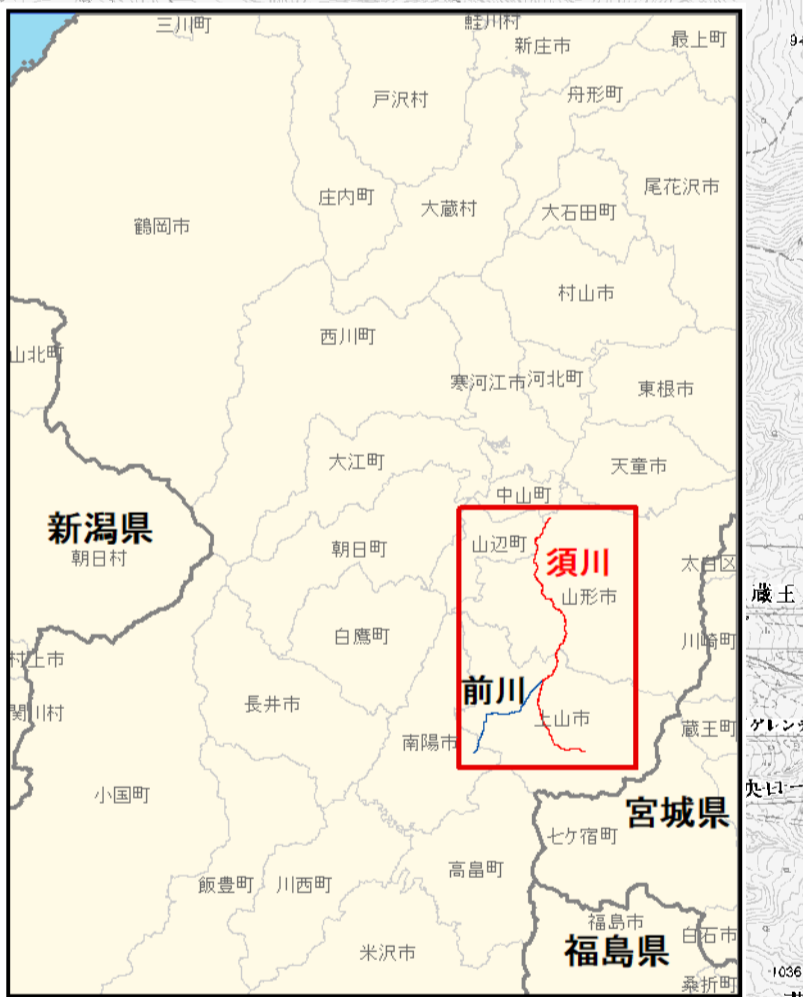 三川町
鮭川村
新庄市
最上町
戸沢村
舟形町
尾花沢市
庄内町
大蔵村
大石田町
鶴岡市
村山市
西川町
山北町
寒河江市
河北町
東根市
大江町
天童市
中山町
新潟県
朝日村
朝日町
山辺町
須川
山形市
太白区
蔵王
白鷹町
川崎町
村上市
関川村
長井市
前川
上山市
南陽市
蔵王町
小国町
宮城県
七ケ宿町
飯豊町
川西町
高畠町
福島市
福島県
白石市
米沢市
桑折町
1036